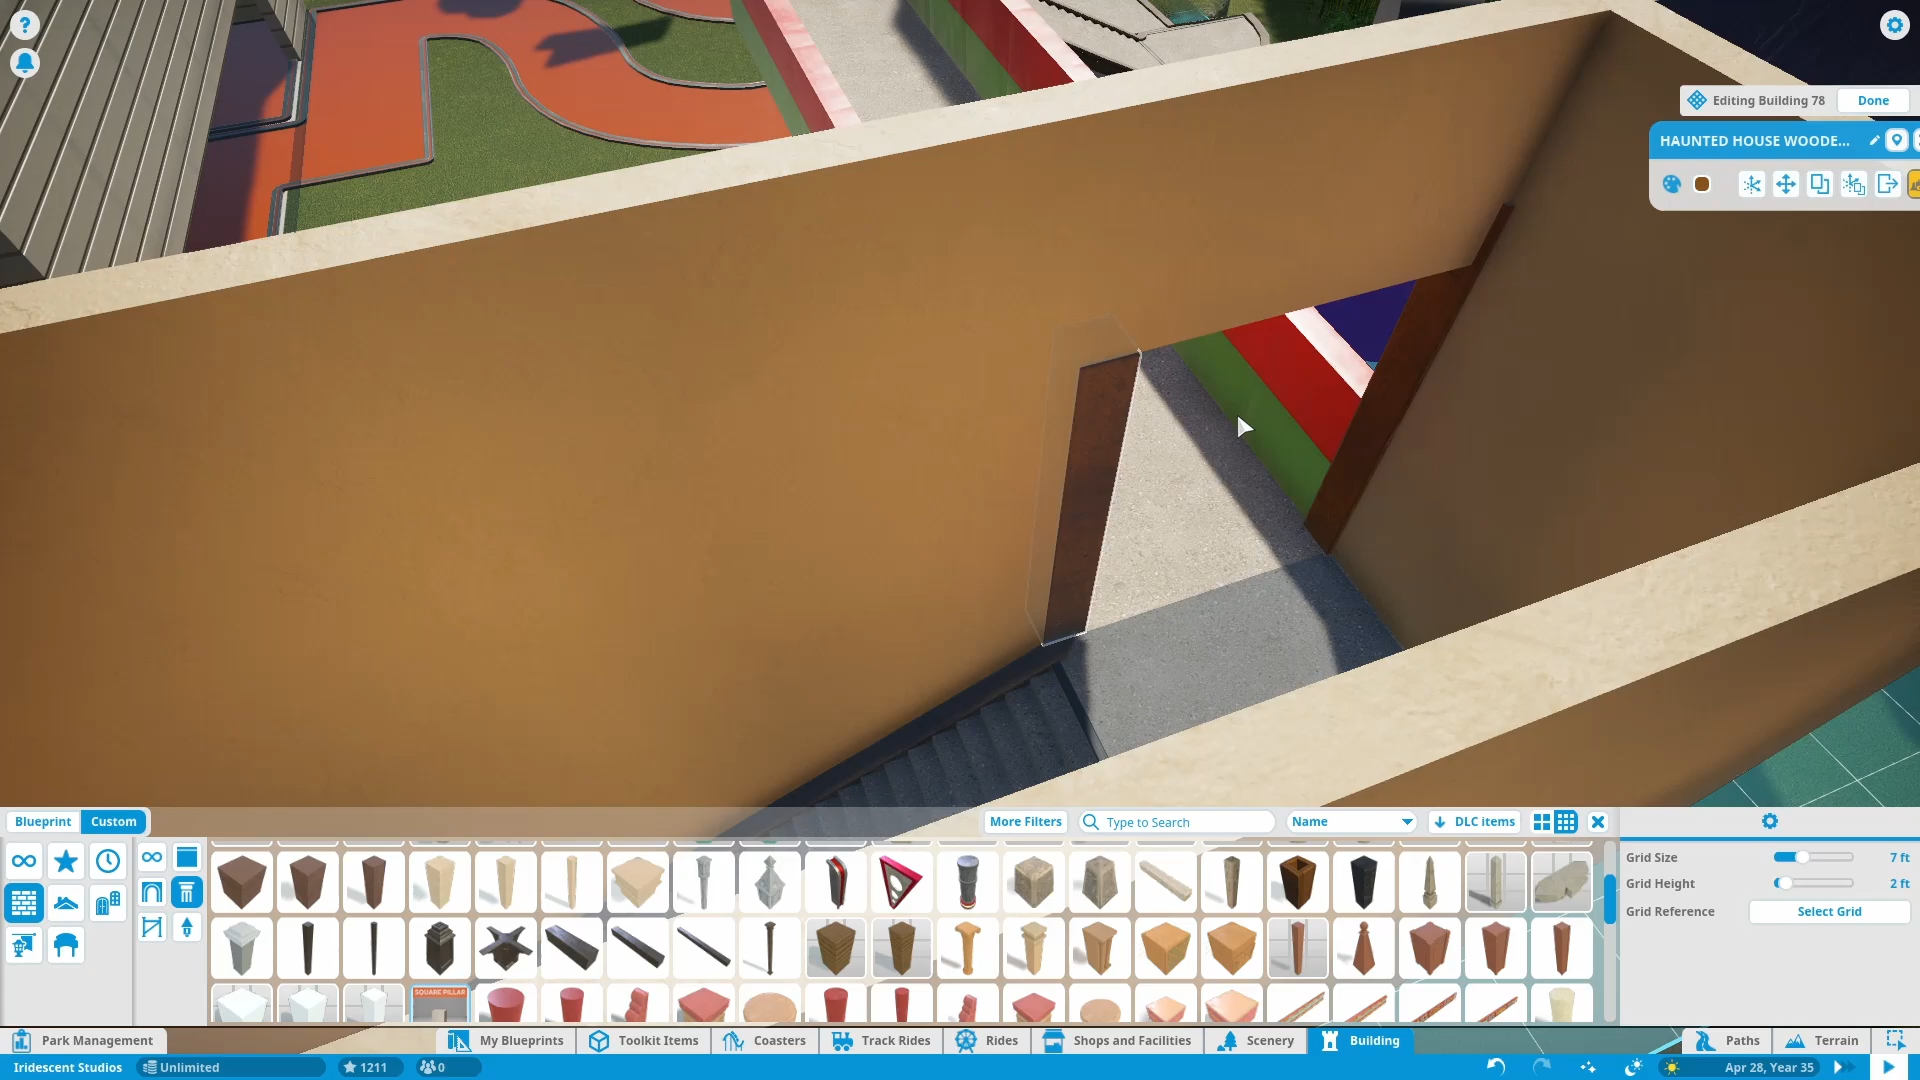 ?
Editing Building 78
Done
HAUNTED HOUSE WOODE...
Blueprint
Custom
More Filters
Type to Search
Name
DLC items
Grid Size
7 ft
Grid Height
2 ft
Grid Reference
Select Grid
SQUARE PILLAR
Park Management
My Blueprints
Toolkit Items
Coasters
Track Rides
Rides
Shops and Facilities
Scenery
Building
Paths
Terrain
Iridescent Studios
Unlimited
1211
0
Apr 28, Year 35